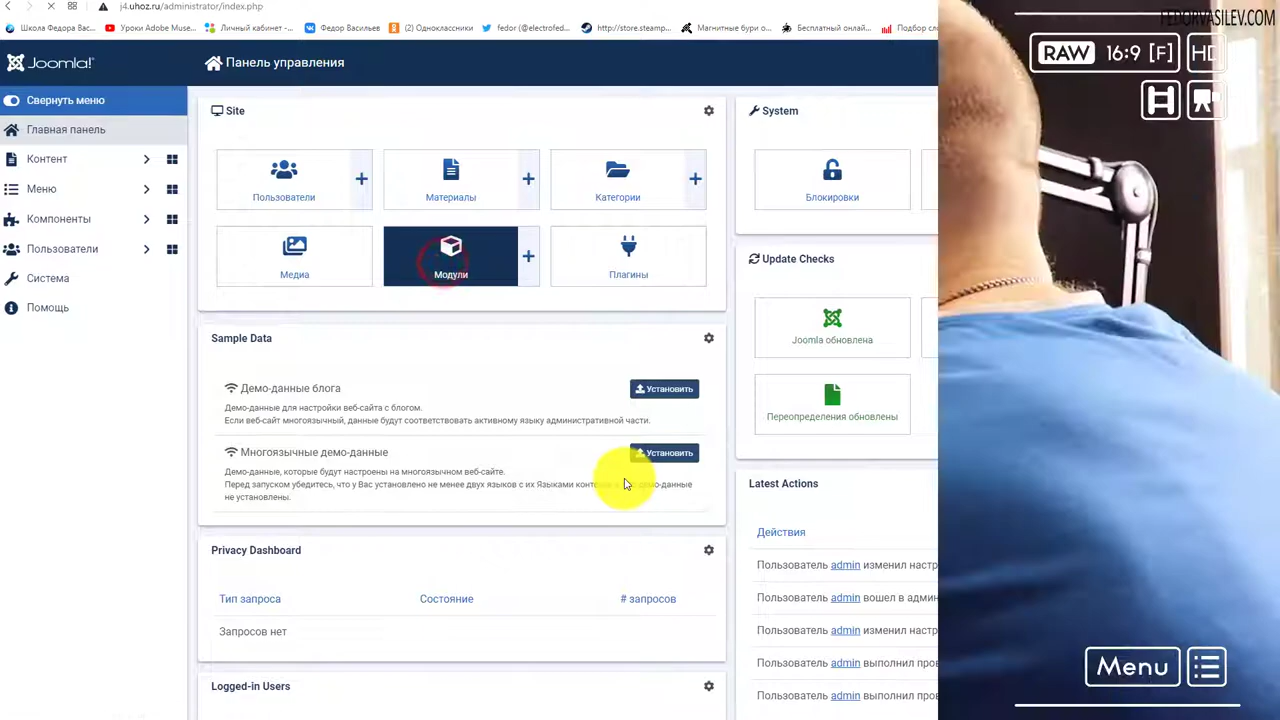 j4.uhoz.ru/administrator/index.php
Школа Федора Вас...
Уроки Adobe Muse...
Личный кабинет -...
Федор Васильев
(2) Одноклассники
fedor (@electrofed...
http://store.steamp...
Магнитные бури о...
Бесплатный онлай...
Подбор сло
FEDORVASILEV.COM
Joomla!
Панель управления
RAW 16:9 [F] HD
Свернуть меню
Главная панель
Контент
Меню
Компоненты
Пользователи
Система
Помощь
Site
Пользователи
Материалы
Категории
Медиа
Модули
Плагины
Sample Data
Демо-данные блога
Установить
Демо-данные для настройки веб-сайта с блогом.
Если веб-сайт многоязычный, данные будут соответствовать активному языку административной части.
Многоязычные демо-данные
Установить
Демо-данные, которые будут настроены на многоязычном веб-сайте.
Перед запуском убедитесь, что у Вас установлено не менее двух языков с их Языками демо-данные
не установлены.
Privacy Dashboard
Тип запроса Состояние # запросов
Запросов нет
Logged-in Users
System
Блокировки
Update Checks
Joomla обновлена
Переопределения обновлены
Latest Actions
Действия
Пользователь admin изменил настр
Пользователь admin вошел в админ
Пользователь admin изменил настр
Пользователь admin выполнил пров
Пользователь admin выполнил пров
Menu